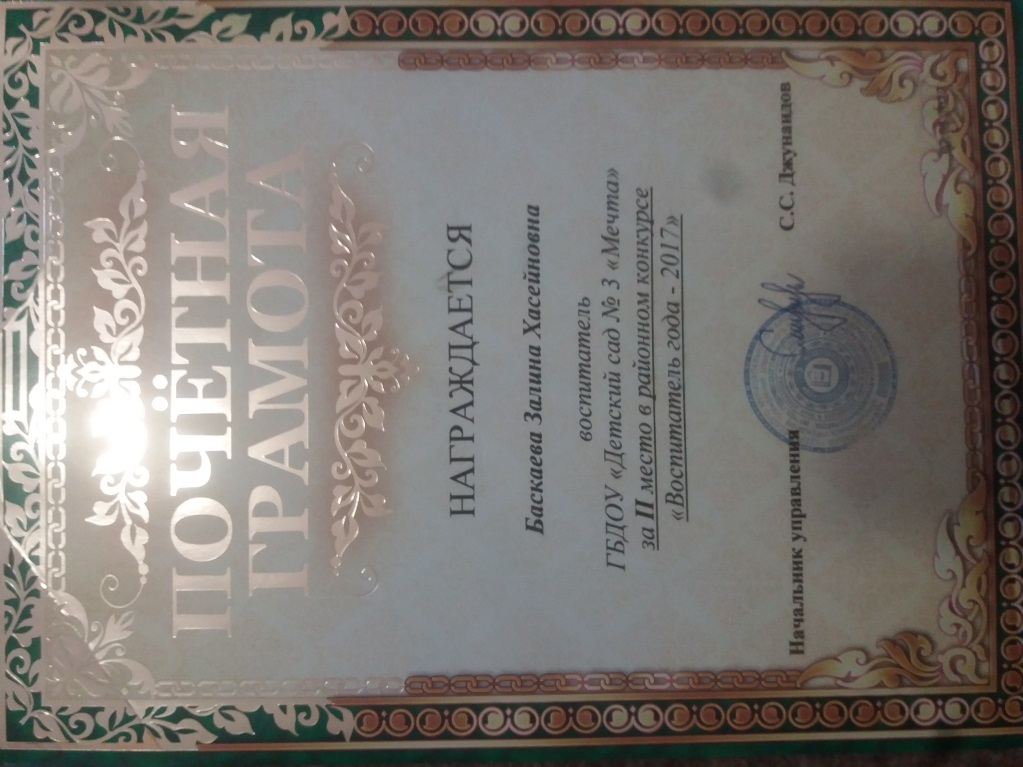 ПОЧЁТНАЯ
ГРАМОТА
НАГРАЖДАЕТСЯ
Баскаева Залина Хасейновна
воспитатель
ГБДОУ «Детский сад № 3 «Мечта»
за II место в районном конкурсе
«Воспитатель года - 2017»
Начальник управления С.С. Джунаидов